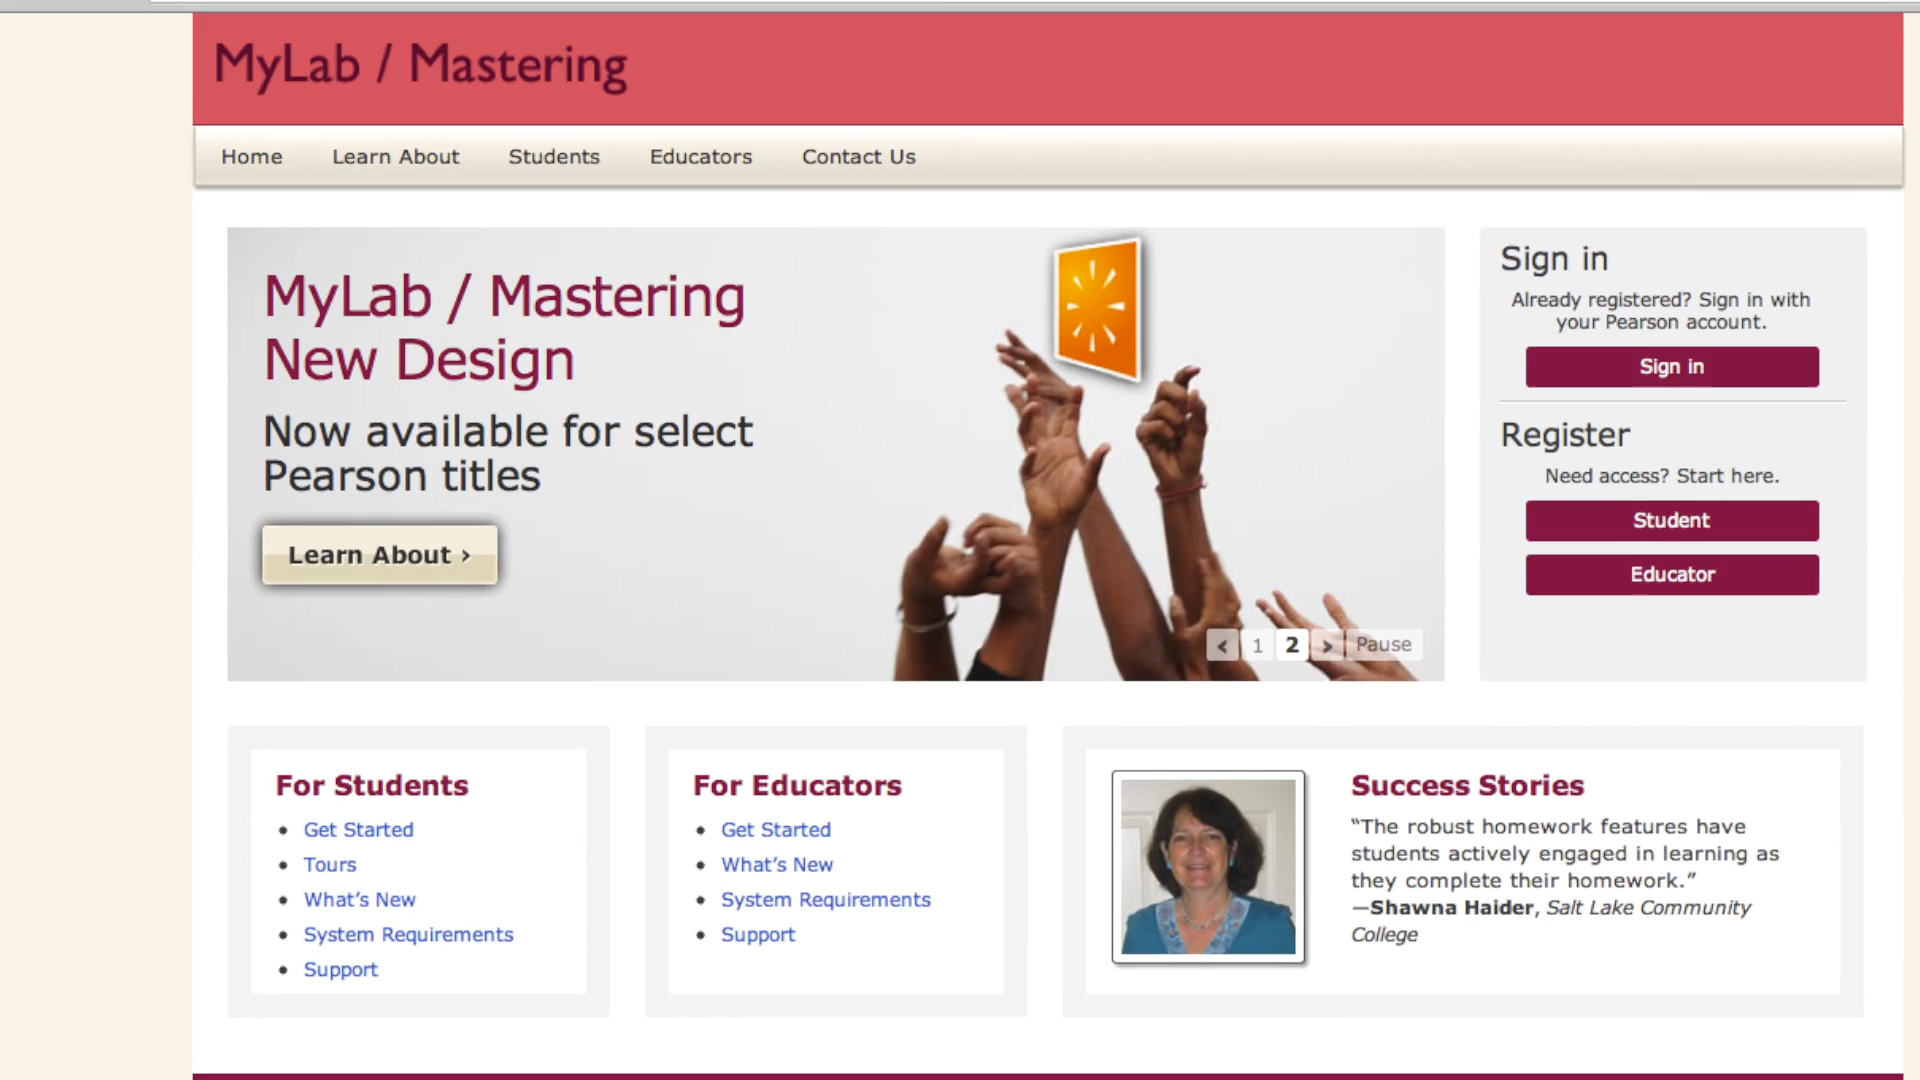 MyLab / Mastering
Home
Learn About
Students
Educators
Contact Us
MyLab / Mastering
New Design
Now available for select
Pearson titles
Learn About ›
‹
1
2
›
Pause
Sign in
Already registered? Sign in with
your Pearson account.
Sign in
Register
Need access? Start here.
Student
Educator
For Students
• Get Started
• Tours
• What’s New
• System Requirements
• Support
For Educators
• Get Started
• What’s New
• System Requirements
• Support
Success Stories
“The robust homework features have
students actively engaged in learning as
they complete their homework.”
—Shawna Haider, Salt Lake Community
College